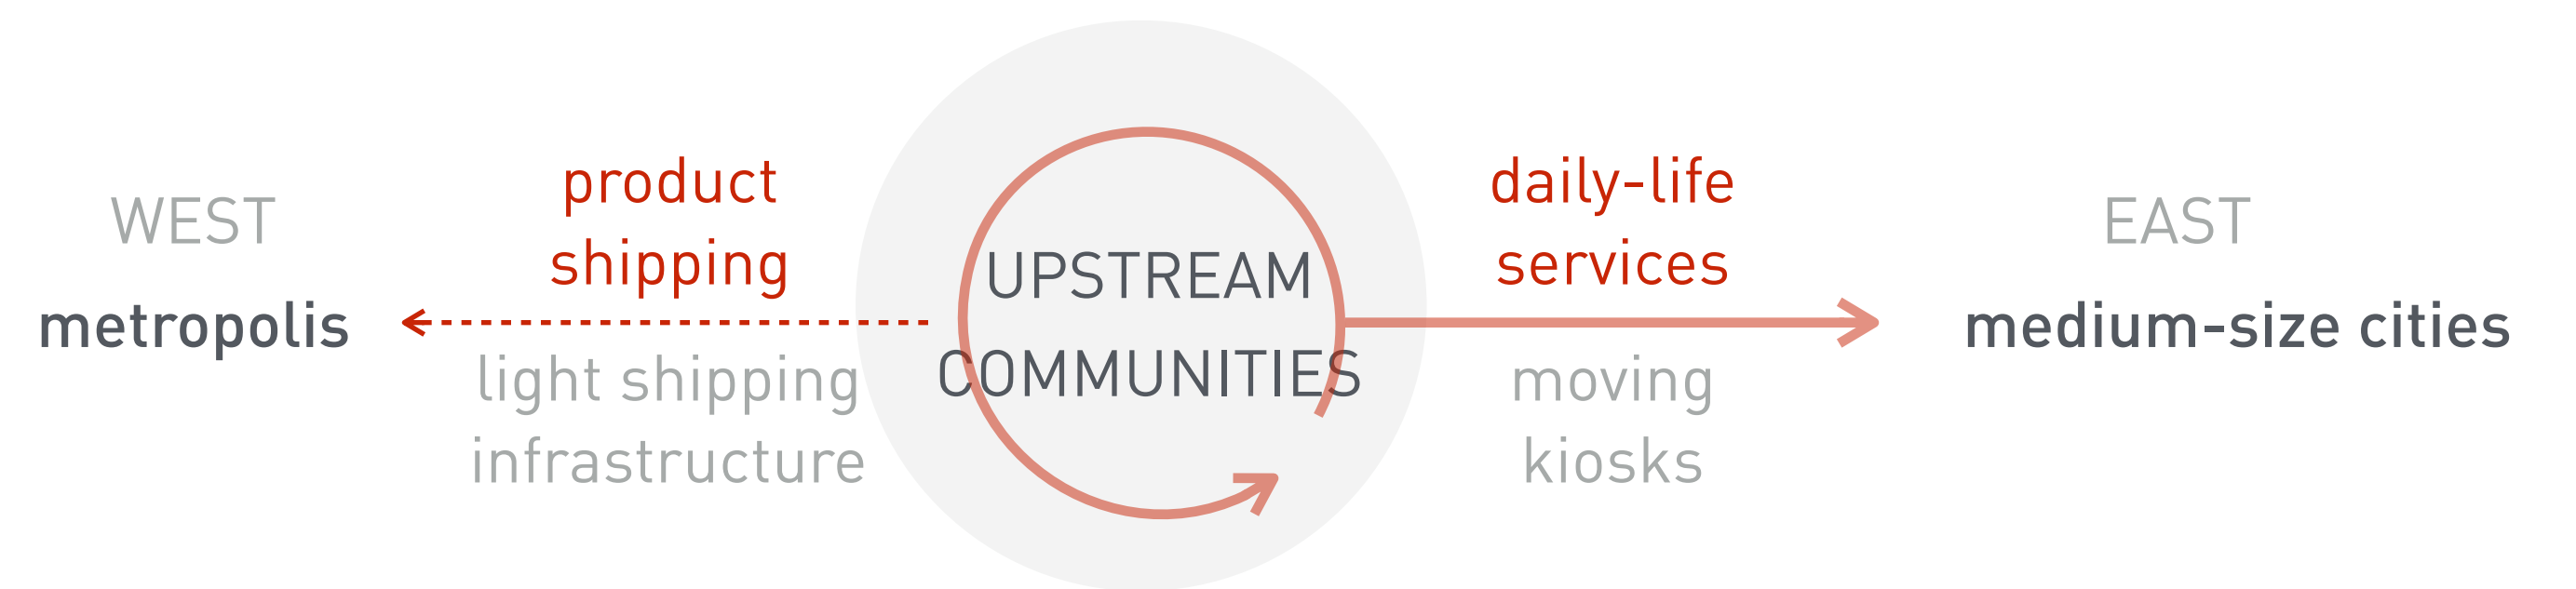 WEST
metropolis
product
shipping
light shipping
infrastructure
UPSTREAM
COMMUNITIES
daily-life
services
moving
kiosks
EAST
medium-size cities